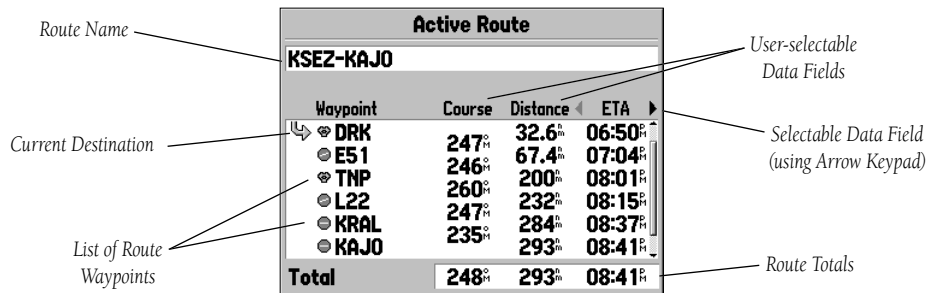 Active Route
Route Name
KSEZ-KAJO
User-selectable
Data Fields
Waypoint Course Distance ETA
Current Destination
DRK 32.6nm 06:50PM
247°M
E51 67.4nm 07:04PM
246°M
TNP 200nm 08:01PM
260°M
L22 232nm 08:15PM
247°M
KRAL 284nm 08:37PM
235°M
KAJO 293nm 08:41PM
Selectable Data Field
(using Arrow Keypad)
List of Route
Waypoints
Total 248°M 293nm 08:41PM
Route Totals